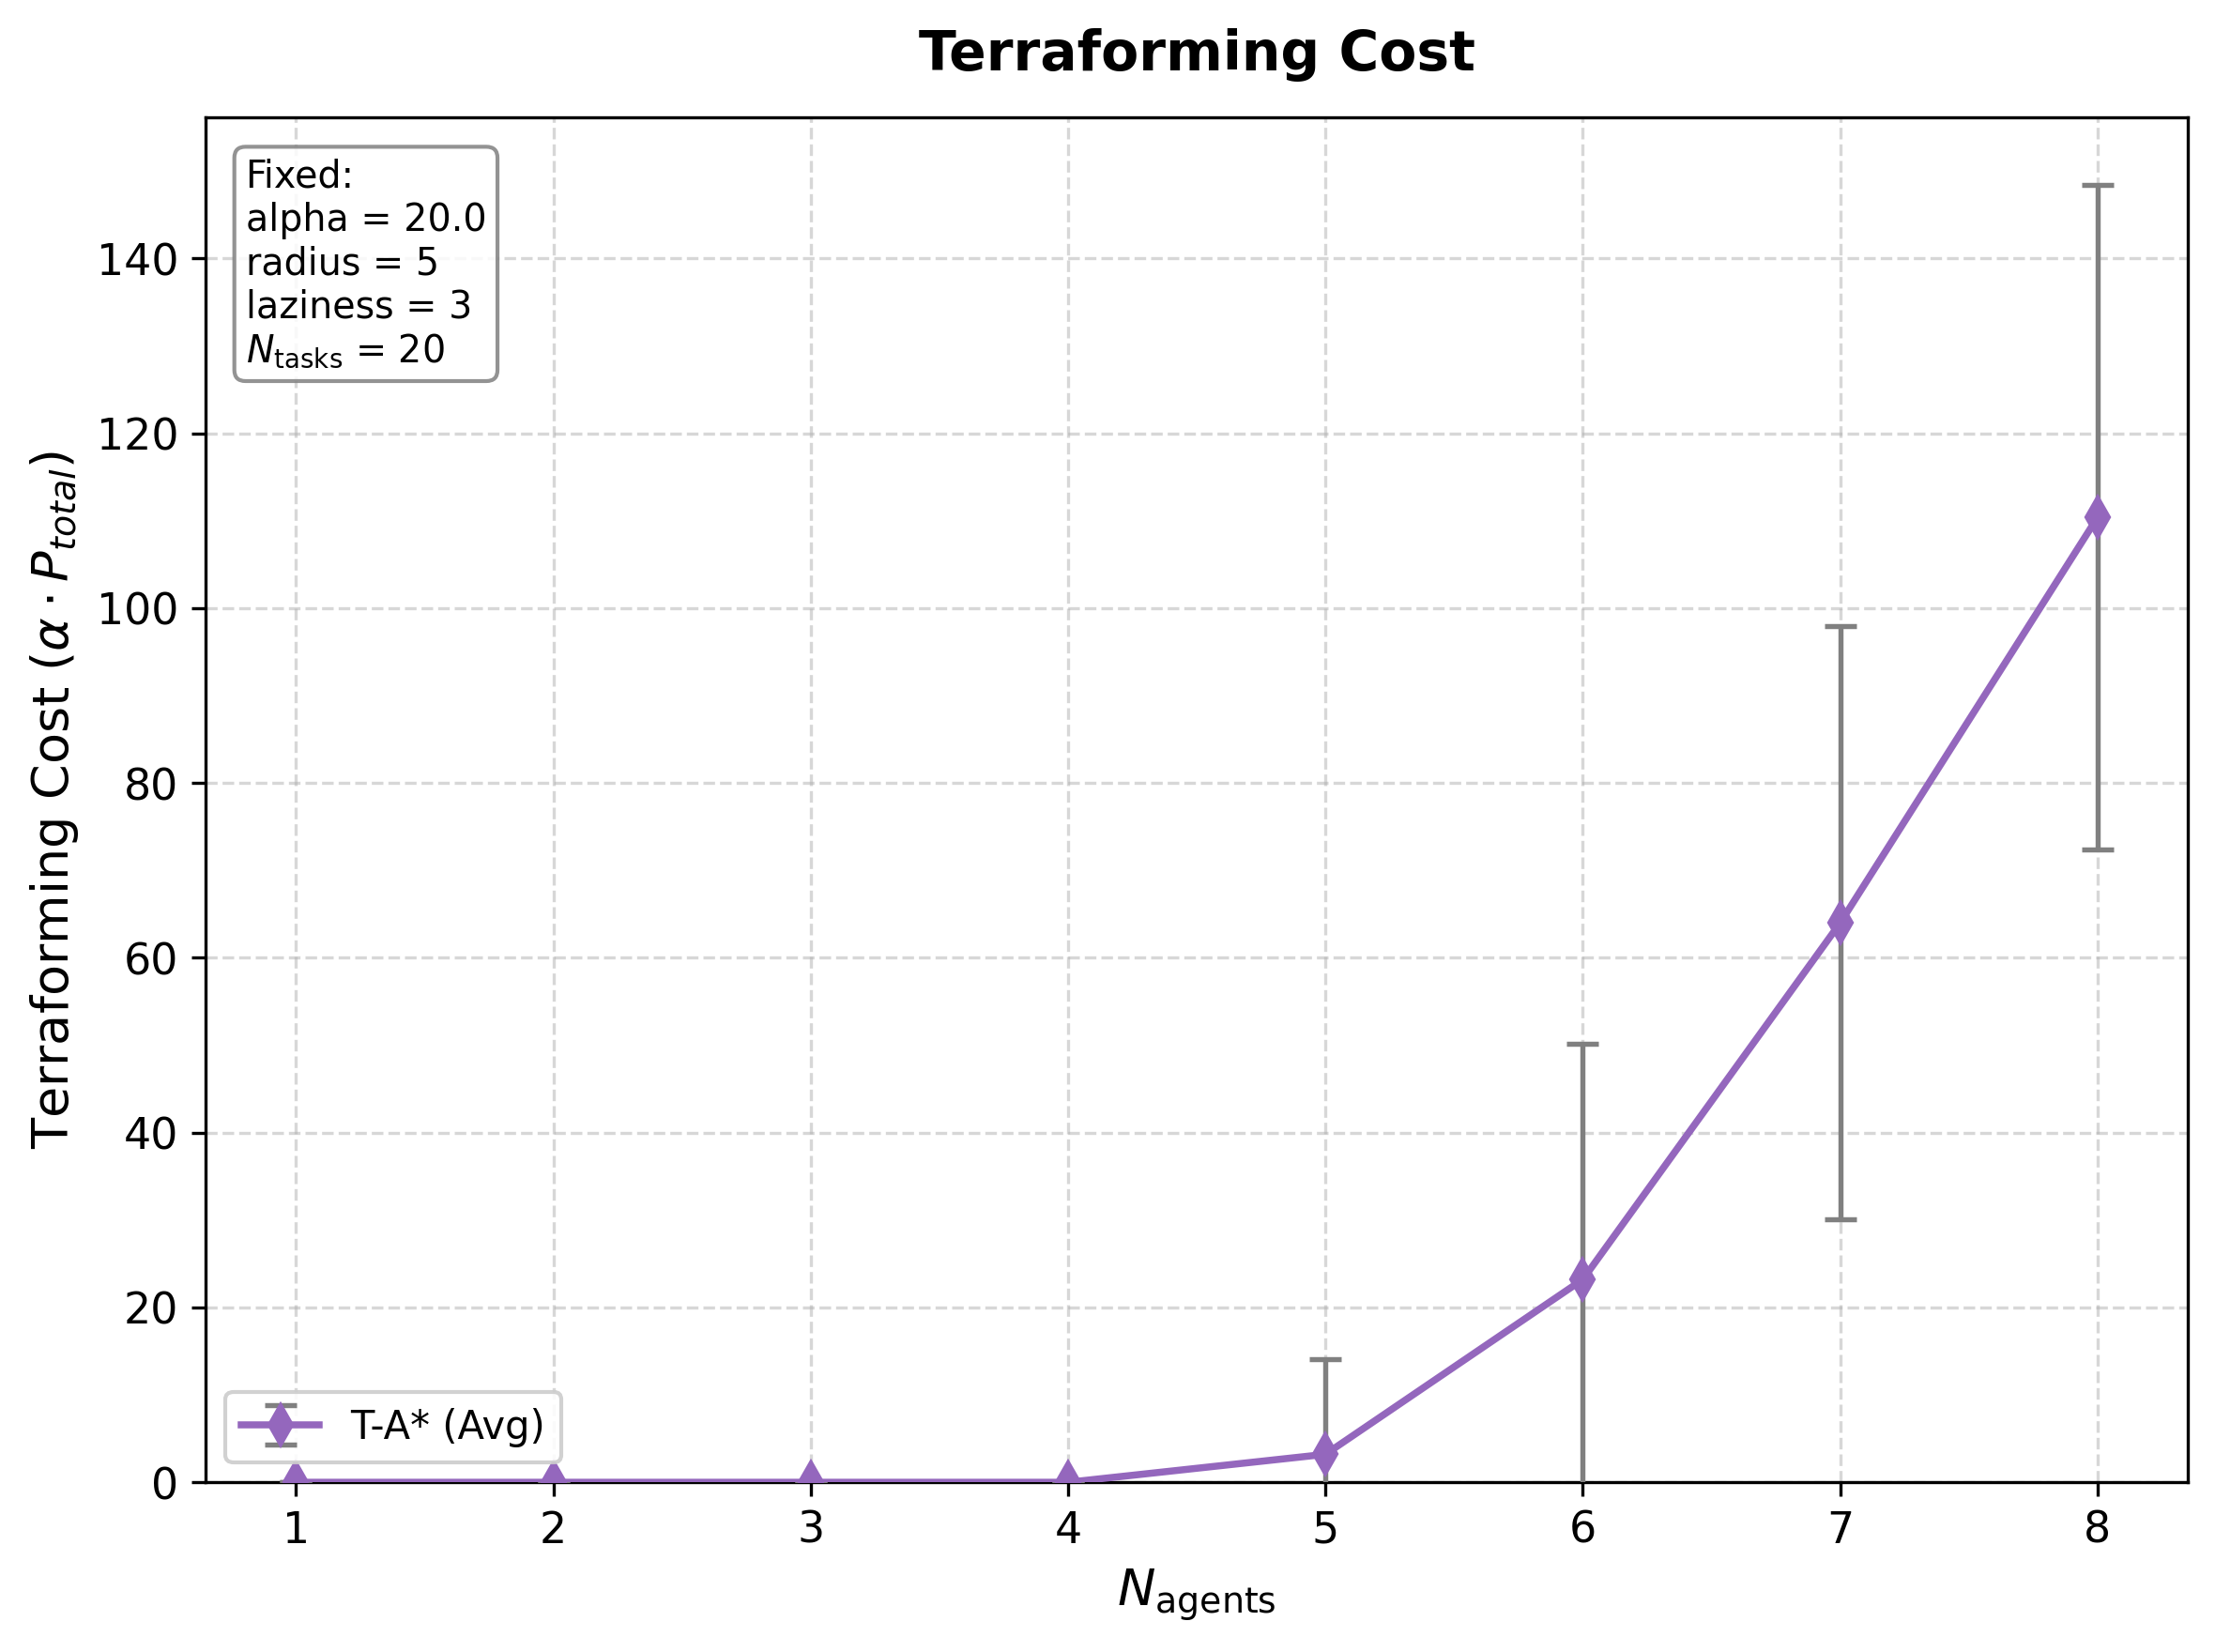 Terraforming Cost
Fixed:
alpha = 20.0
radius = 5
laziness = 3
N_tasks = 20
Terraforming Cost (α · P_total)
140
120
100
80
60
40
20
0
T-A* (Avg)
1 2 3 4 5 6 7 8
N_agents